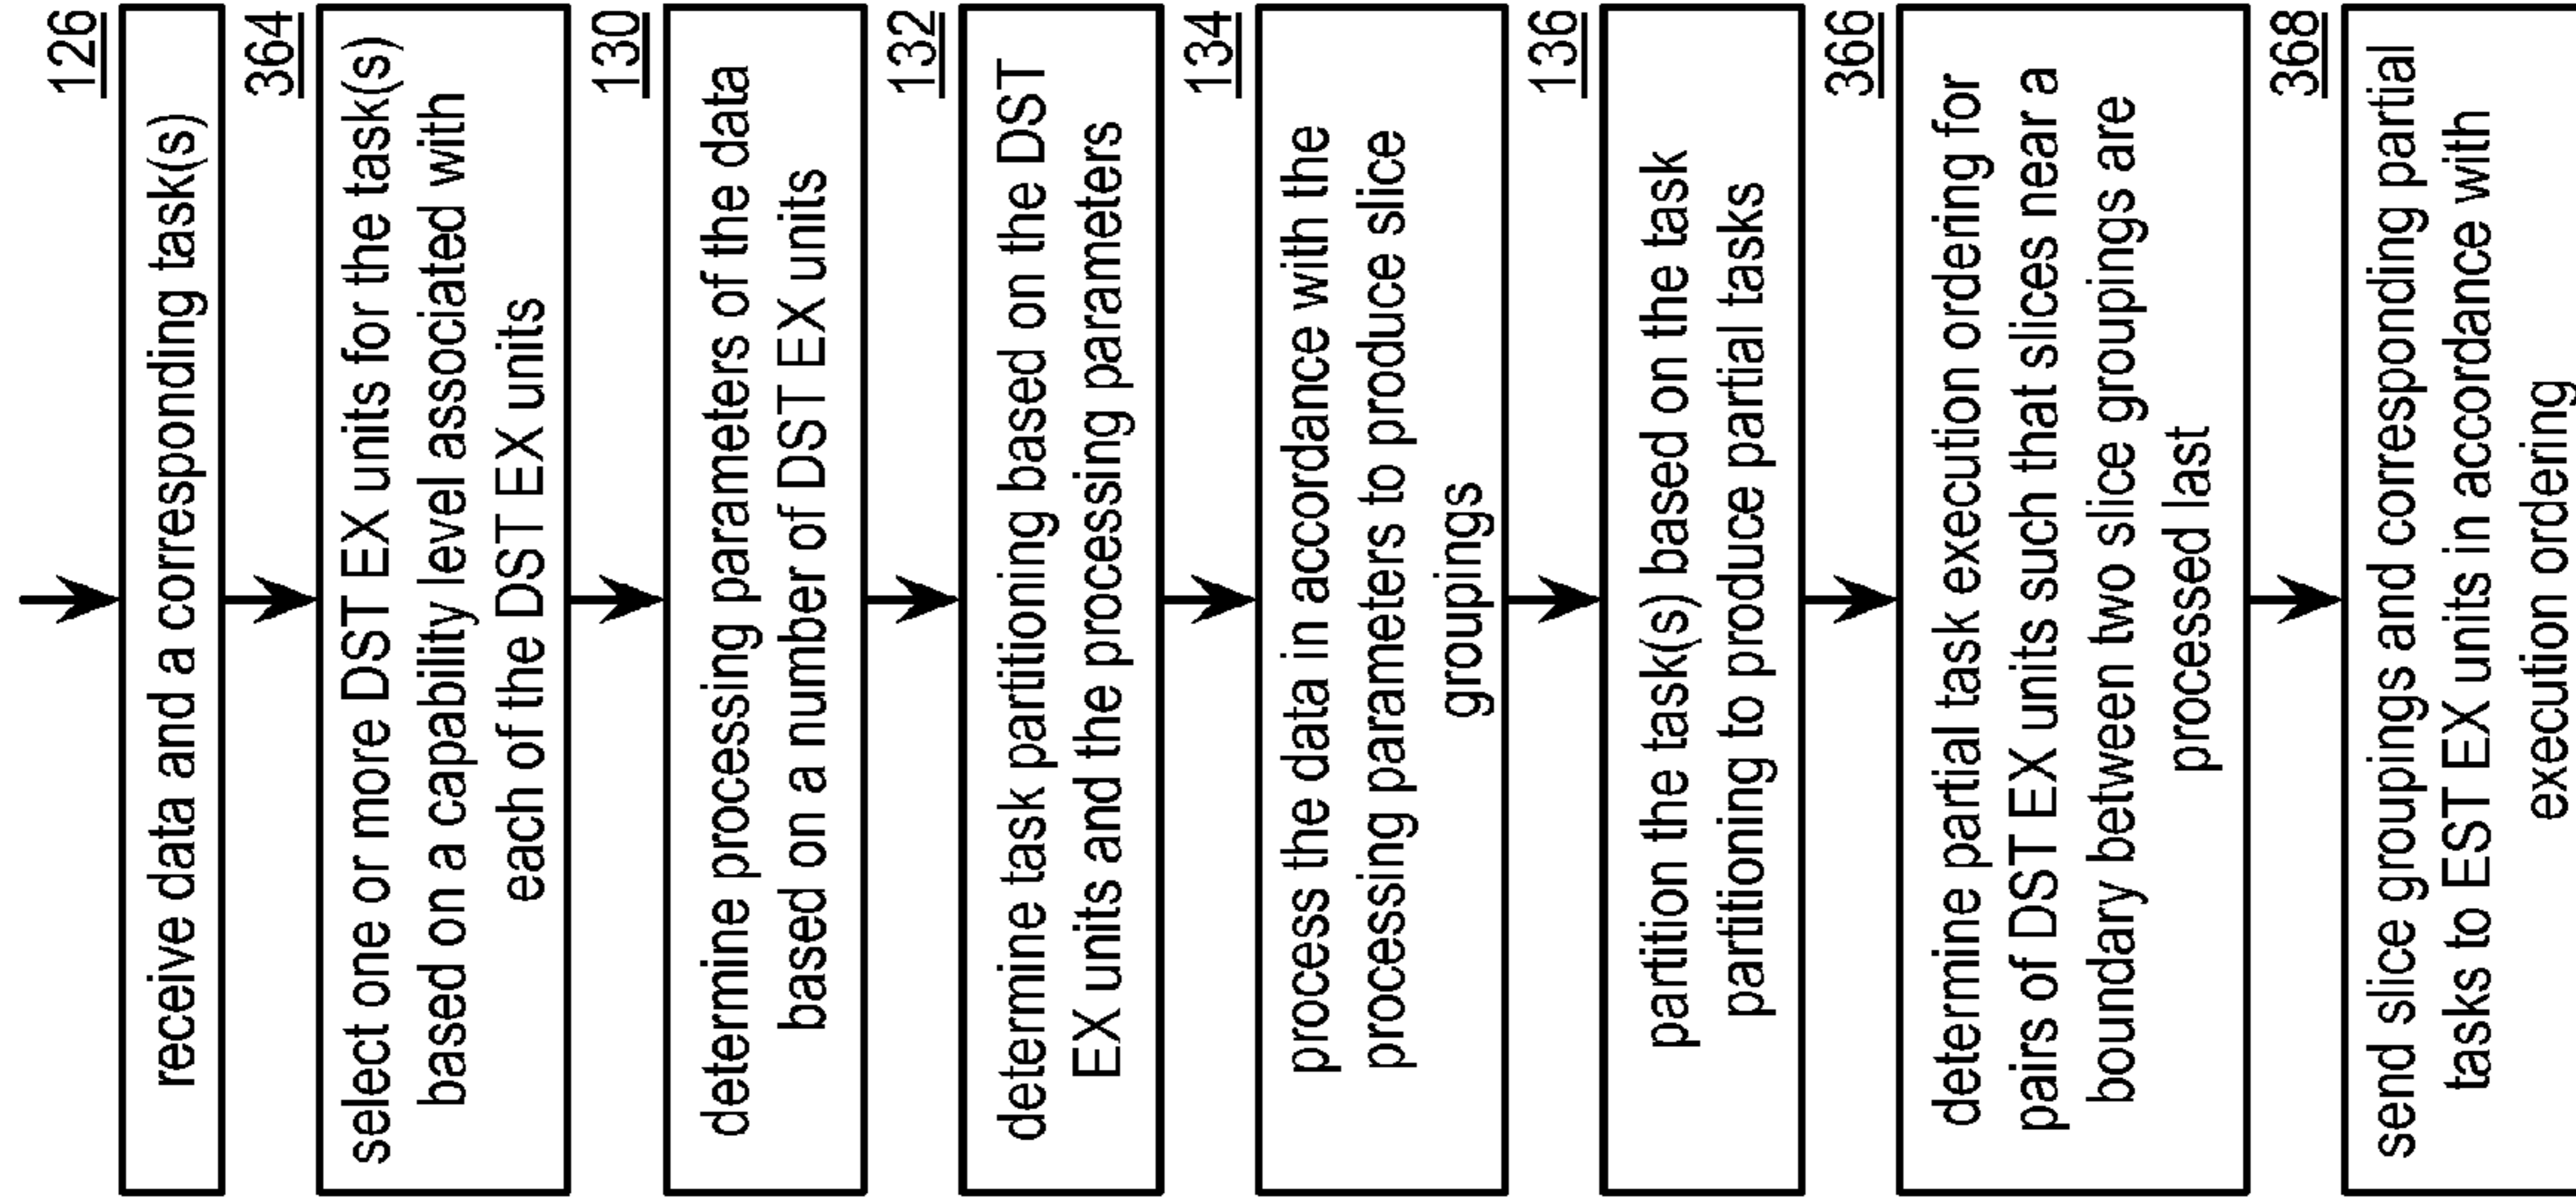 126
receive data and a corresponding task(s)
364
select one or more DST EX units for the task(s)
based on a capability level associated with
each of the DST EX units
130
determine processing parameters of the data
based on a number of DST EX units
132
determine task partitioning based on the DST
EX units and the processing parameters
134
process the data in accordance with the
processing parameters to produce slice
groupings
136
partition the task(s) based on the task
partitioning to produce partial tasks
366
determine partial task execution ordering for
pairs of DST EX units such that slices near a
boundary between two slice groupings are
processed last
368
send slice groupings and corresponding partial
tasks to EST EX units in accordance with
execution ordering